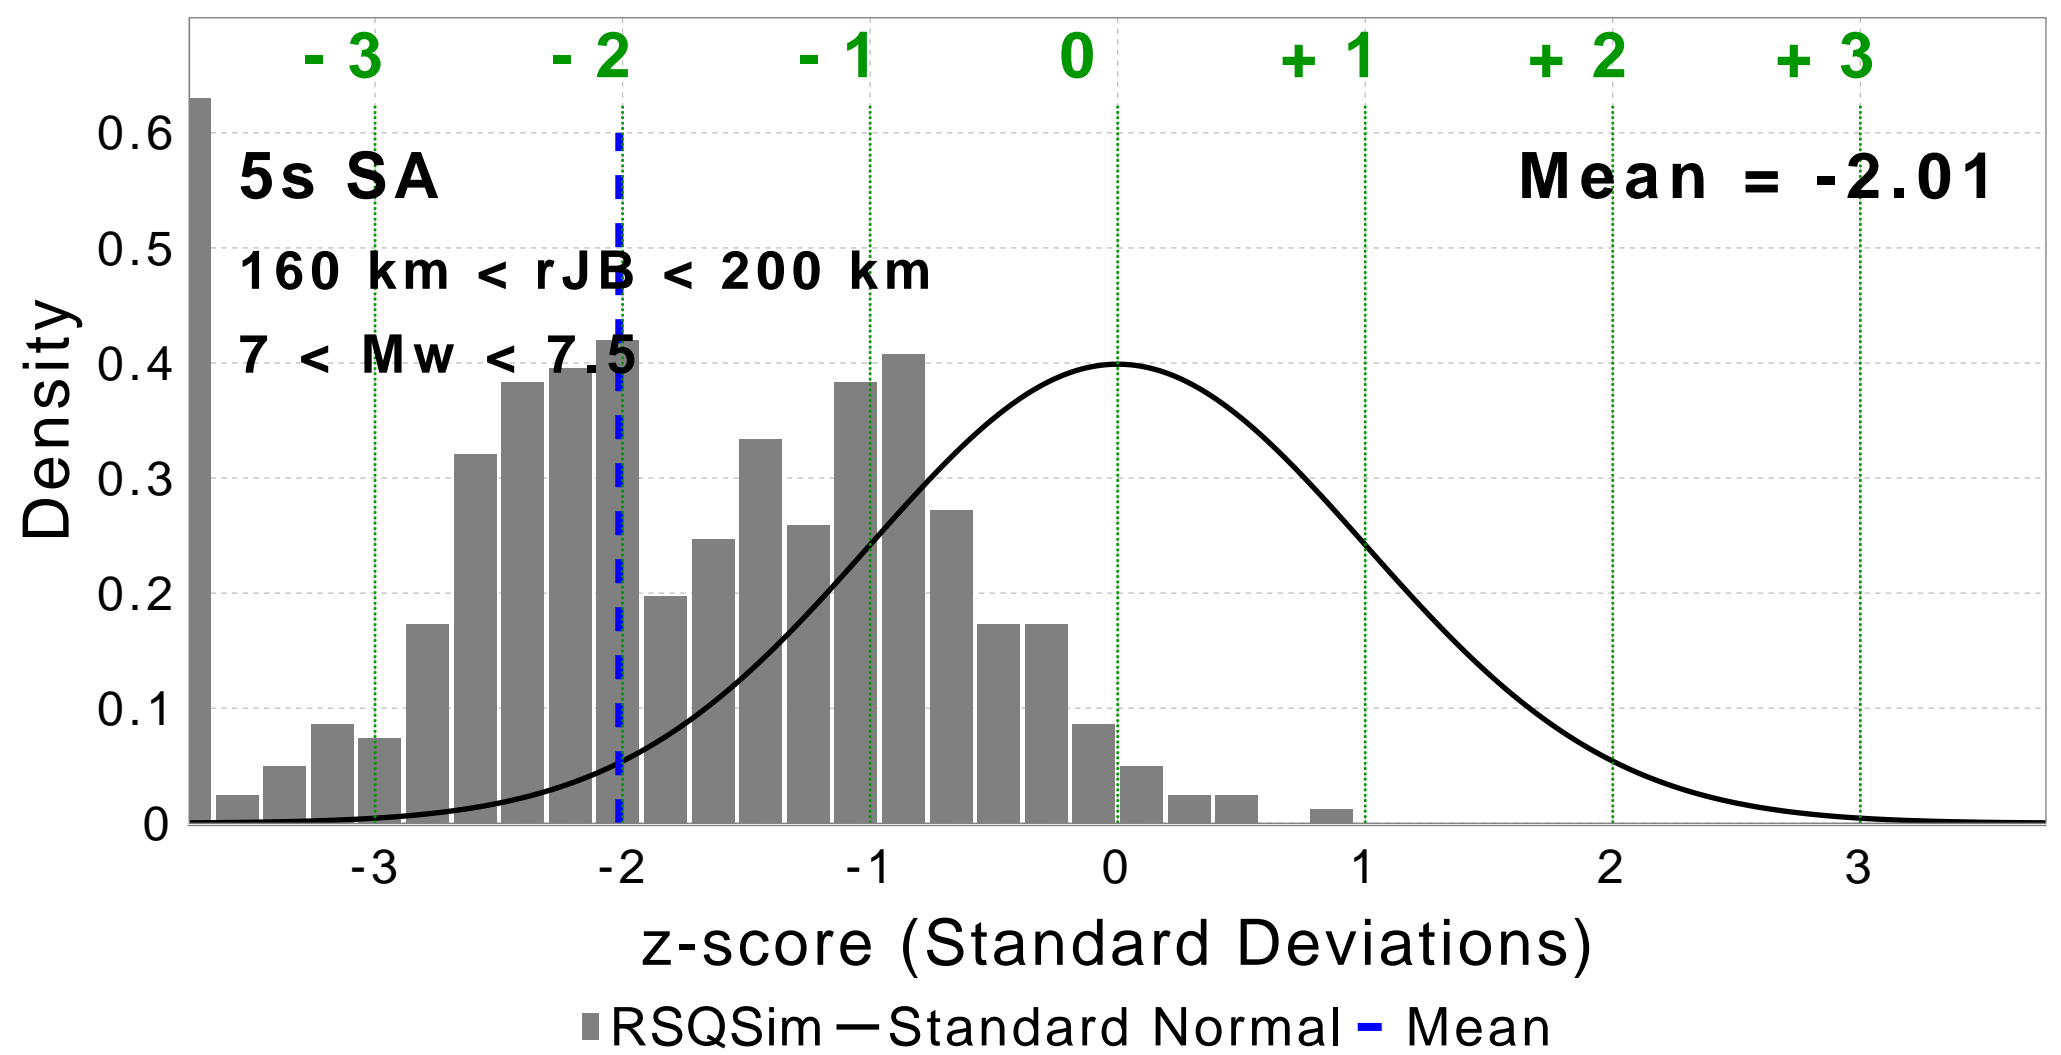 - 3 - 2 - 1 0 + 1 + 2 + 3
0.6
5s SA
Mean = -2.01
0.5
160 km < rJB < 200 km
0.4
7 < Mw < 7.5
0.3
0.2
0.1
0
Density
-3 -2 -1 0 1 2 3
z-score (Standard Deviations)
RSQSim Standard Normal Mean